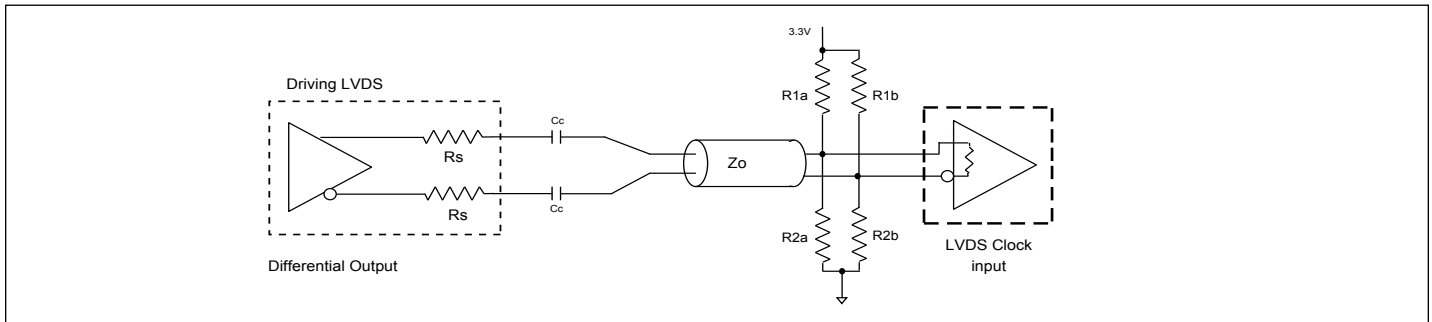 3.3V
Driving LVDS
R1a
R1b
Cc
Rs
Zo
Rs
Cc
R2a
R2b
LVDS Clock
input
Differential Output